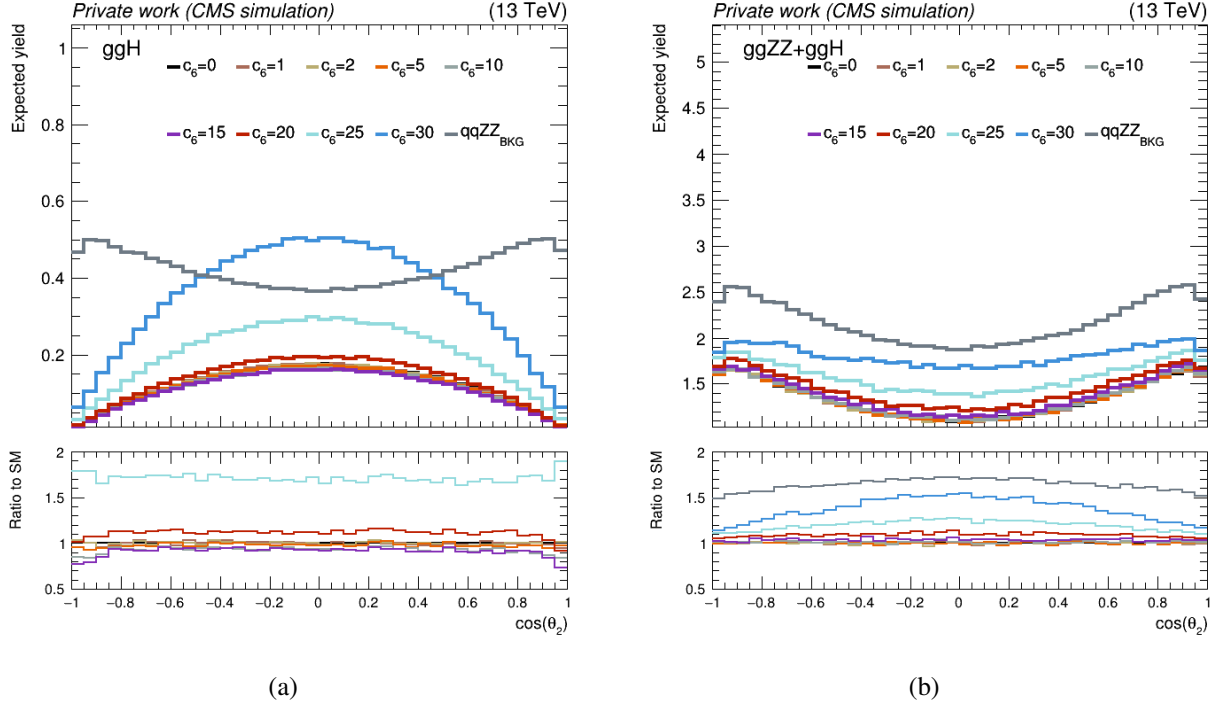 Private work (CMS simulation) (13 TeV)
Expected yield
ggH
c6=0 c6=1 c6=2 c6=5 c6=10
c6=15 c6=20 c6=25 c6=30 qqZZBKG
1
0.8
0.6
0.4
0.2
Ratio to SM
2
1.5
1
0.5
−1 −0.8 −0.6 −0.4 −0.2 0 0.2 0.4 0.6 0.8 1
cos(θ2)
(a)
Private work (CMS simulation) (13 TeV)
Expected yield
ggZZ+ggH
c6=0 c6=1 c6=2 c6=5 c6=10
c6=15 c6=20 c6=25 c6=30 qqZZBKG
5
4.5
4
3.5
3
2.5
2
1.5
Ratio to SM
2
1.5
1
0.5
−1 −0.8 −0.6 −0.4 −0.2 0 0.2 0.4 0.6 0.8 1
cos(θ2)
(b)